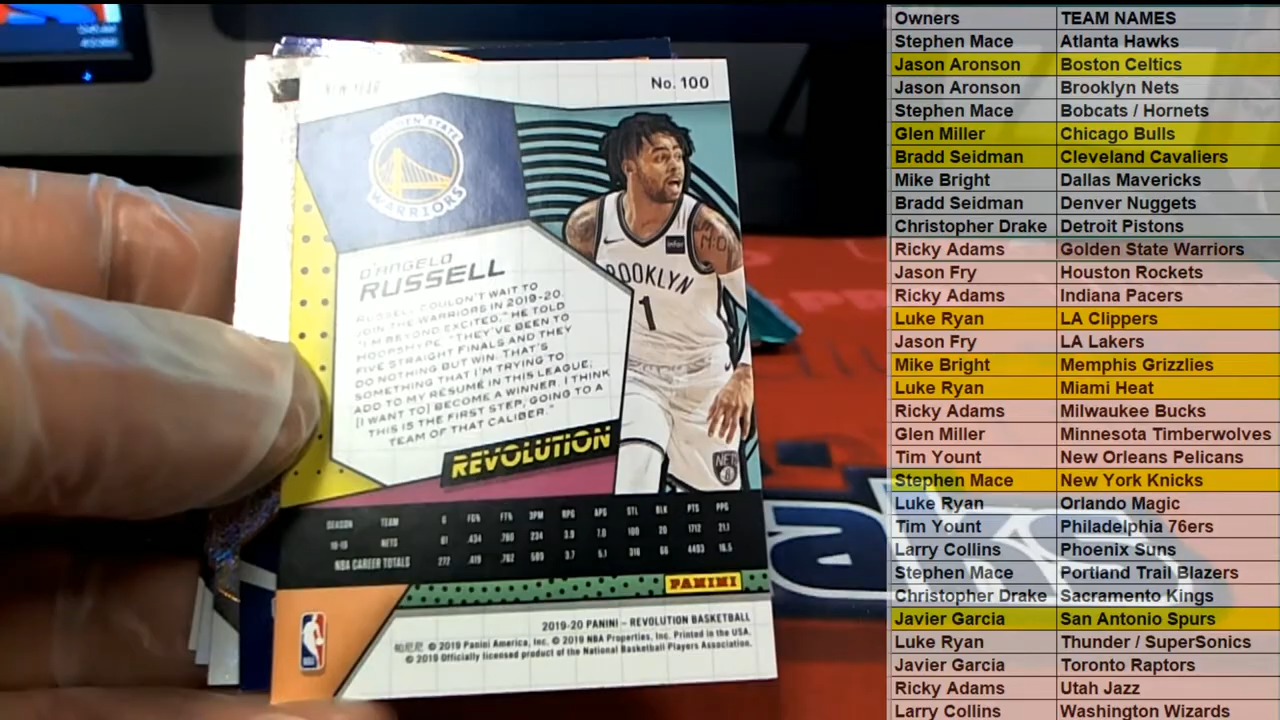 No. 100
GOLDEN STATE
WARRIORS
D'ANGELO
RUSSELL
RUSSELL COULDN'T WAIT TO
JOIN THE WARRIORS IN 2019-20.
"I'M BEYOND EXCITED," HE TOLD
HOOPSHYPE. "THEY'VE BEEN TO
FIVE STRAIGHT FINALS AND THEY
DO NOTHING BUT WIN. THAT'S
SOMETHING THAT I'M TRYING TO
ADD TO MY RESUMÉ IN THIS LEAGUE,
[I WANT TO] BECOME A WINNER. I THINK
THIS IS THE FIRST STEP, GOING TO A
TEAM OF THAT CALIBER."
REVOLUTION
BROOKLYN
1
infor
NETS
SEASON TEAM G FG% FT% 3PM RPG APG STL BLK PTS PPG
18-19 NETS 81 .434 .780 234 3.9 7.0 100 20 1712 21.1
NBA CAREER TOTALS 277 .419 .762 589 3.7 5.1 316 66 4493 16.5
PANINI
NBA
2019-20 PANINI – REVOLUTION BASKETBALL
帕尼尼 © 2019 Panini America, Inc. © 2019 NBA Properties, Inc. Printed in the USA.
© 2019 Officially licensed product of the National Basketball Players Association.
Owners TEAM NAMES
Stephen Mace Atlanta Hawks
Jason Aronson Boston Celtics
Jason Aronson Brooklyn Nets
Stephen Mace Bobcats / Hornets
Glen Miller Chicago Bulls
Bradd Seidman Cleveland Cavaliers
Mike Bright Dallas Mavericks
Bradd Seidman Denver Nuggets
Christopher Drake Detroit Pistons
Ricky Adams Golden State Warriors
Jason Fry Houston Rockets
Ricky Adams Indiana Pacers
Luke Ryan LA Clippers
Jason Fry LA Lakers
Mike Bright Memphis Grizzlies
Luke Ryan Miami Heat
Ricky Adams Milwaukee Bucks
Glen Miller Minnesota Timberwolves
Tim Yount New Orleans Pelicans
Stephen Mace New York Knicks
Luke Ryan Orlando Magic
Tim Yount Philadelphia 76ers
Larry Collins Phoenix Suns
Stephen Mace Portland Trail Blazers
Christopher Drake Sacramento Kings
Javier Garcia San Antonio Spurs
Luke Ryan Thunder / SuperSonics
Javier Garcia Toronto Raptors
Ricky Adams Utah Jazz
Larry Collins Washington Wizards